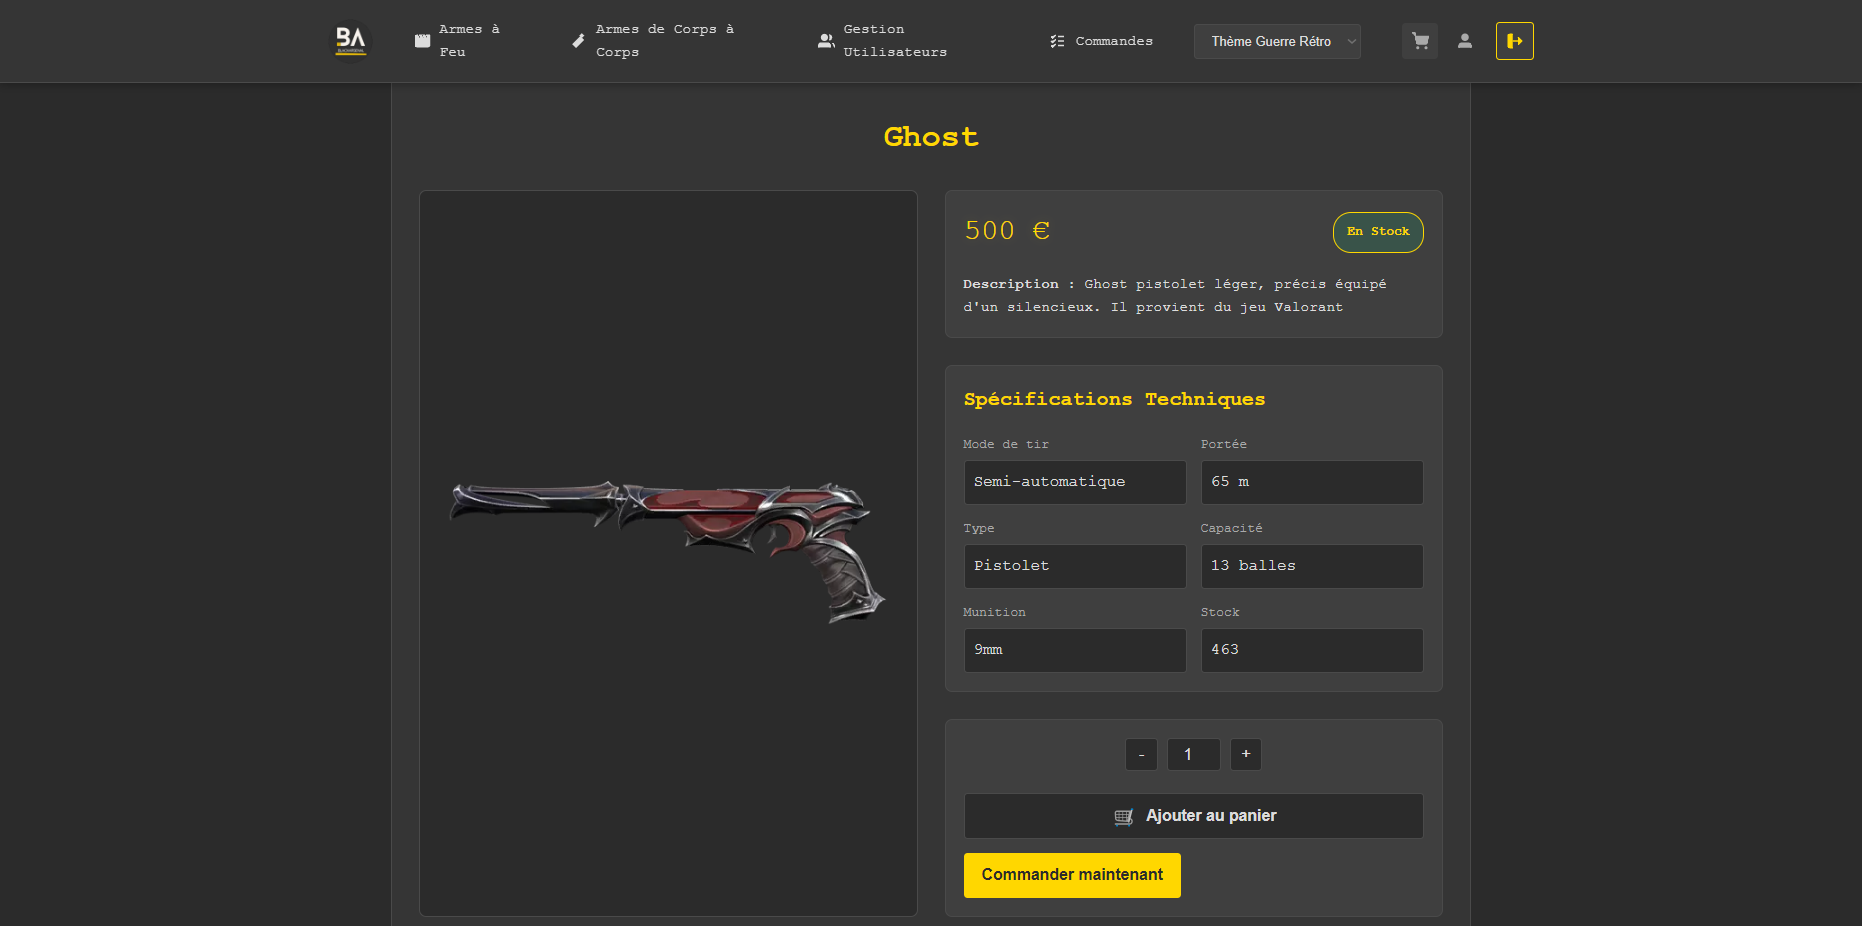 BA
Armes à
Feu
Armes de Corps à
Corps
Gestion
Utilisateurs
Commandes
Thème Guerre Rétro
Ghost
500 €
En Stock
Description : Ghost pistolet léger, précis équipé
d'un silencieux. Il provient du jeu Valorant
Spécifications Techniques
Mode de tir
Portée
Semi-automatique
65 m
Type
Capacité
Pistolet
13 balles
Munition
Stock
9mm
463
-
1
+
Ajouter au panier
Commander maintenant